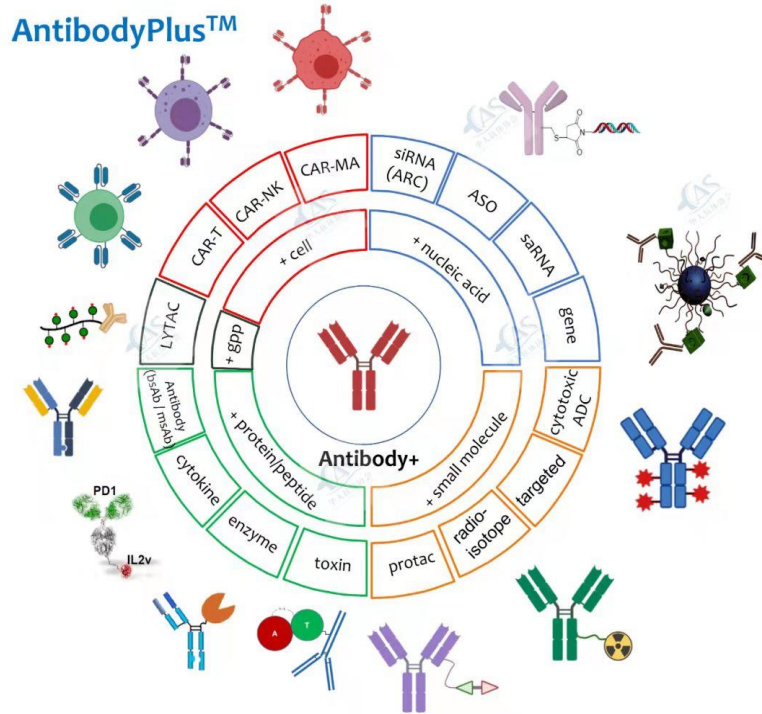 AntibodyPlus™
CAR-T
CAR-NK
CAR-MA
siRNA
(ARC)
ASO
saRNA
gene
LYTAC
+ gpp
+ cell
+ nucleic acid
Antibody+
Antibody
(bsAb | msAb)
+ protein/peptide
+ small molecule
cytotoxic
ADC
targeted
radio-
isotope
protac
toxin
enzyme
cytokine
PD1
IL2v
A
T
S
N
O
O